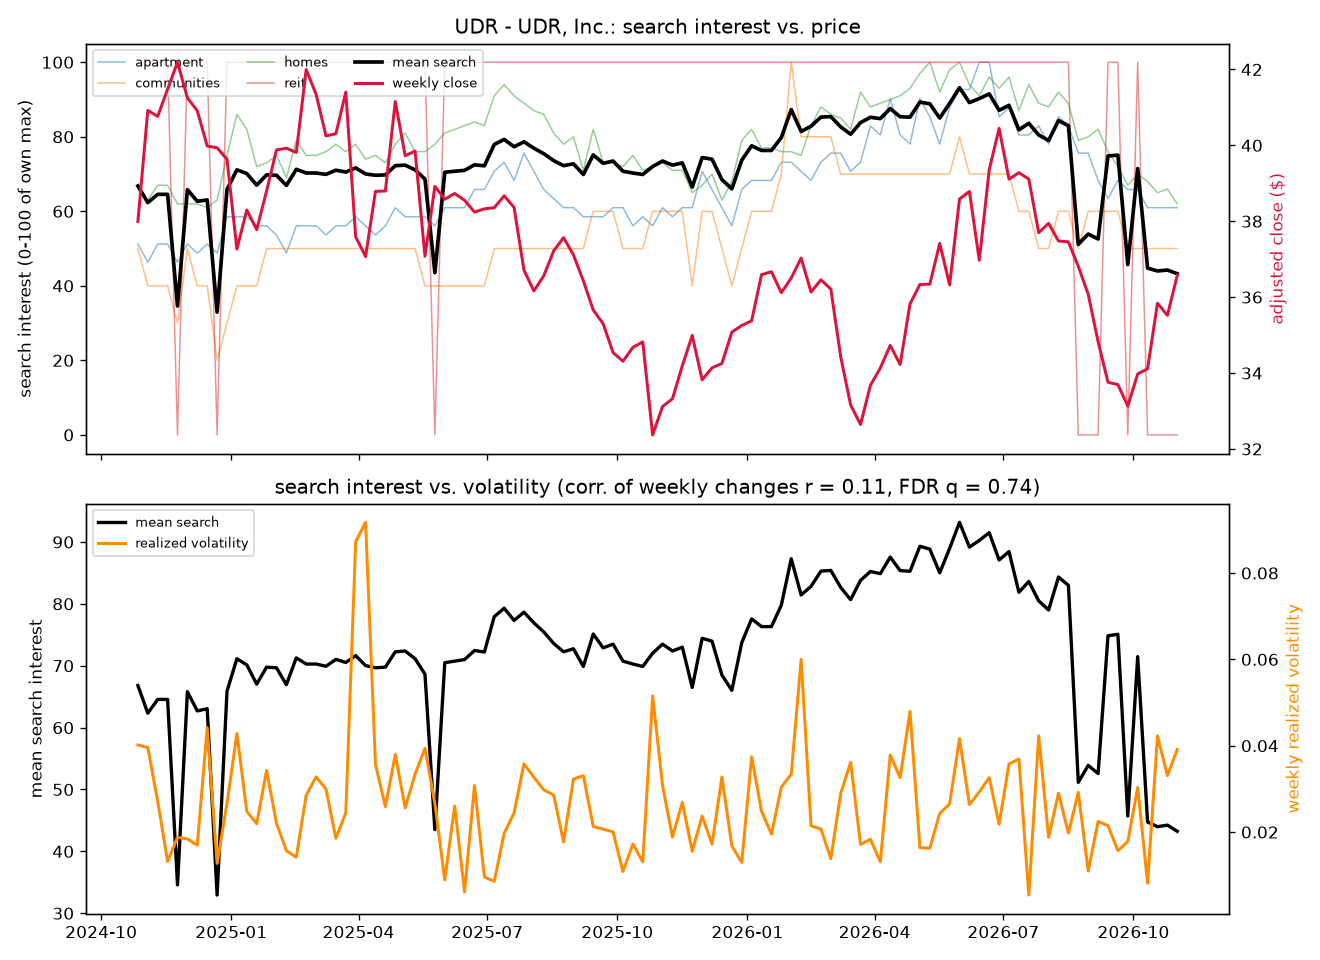 UDR - UDR, Inc.: search interest vs. price
apartment
communities
homes
reit
mean search
weekly close
search interest (0-100 of own max)
100
80
60
40
20
0
adjusted close ($)
42
40
38
36
34
32
search interest vs. volatility (corr. of weekly changes r = 0.11, FDR q = 0.74)
mean search
realized volatility
mean search interest
90
80
70
60
50
40
30
weekly realized volatility
0.08
0.06
0.04
0.02
2024-10
2025-01
2025-04
2025-07
2025-10
2026-01
2026-04
2026-07
2026-10